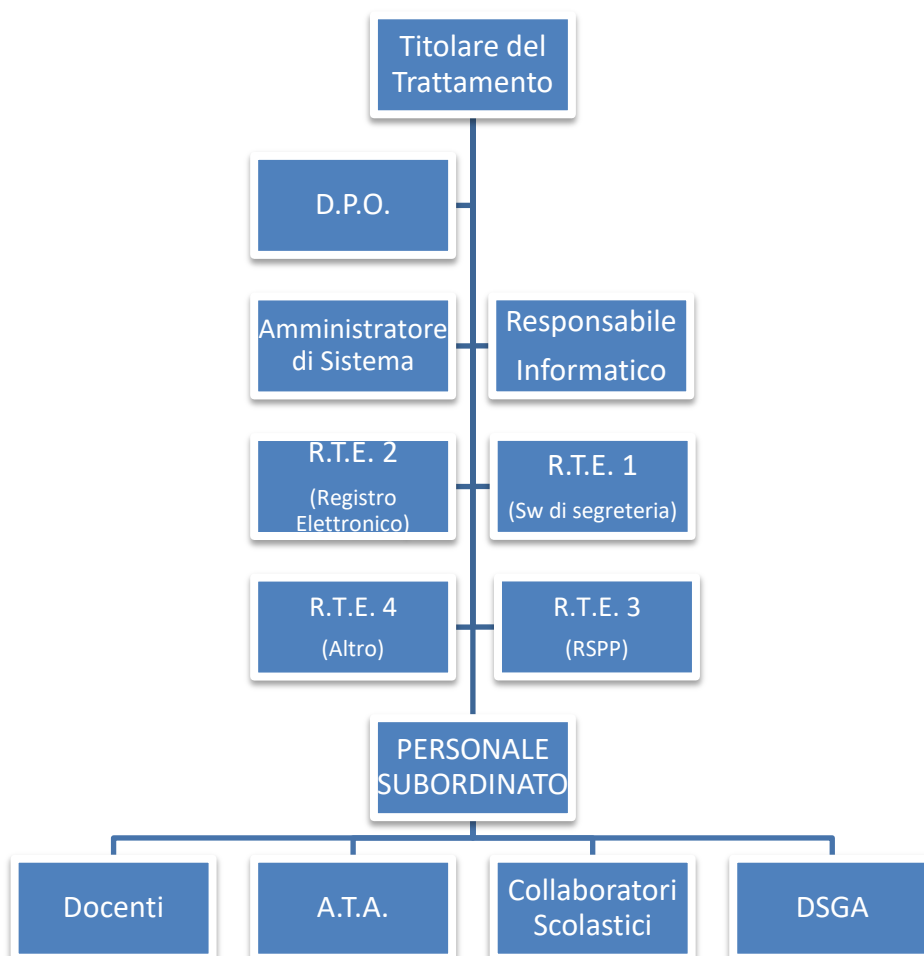 Titolare del
Trattamento
D.P.O.
Amministratore
di Sistema
Responsabile
Informatico
R.T.E. 2
(Registro
Elettronico)
R.T.E. 1
(Sw di segreteria)
R.T.E. 4
(Altro)
R.T.E. 3
(RSPP)
PERSONALE
SUBORDINATO
Docenti
A.T.A.
Collaboratori
Scolastici
DSGA